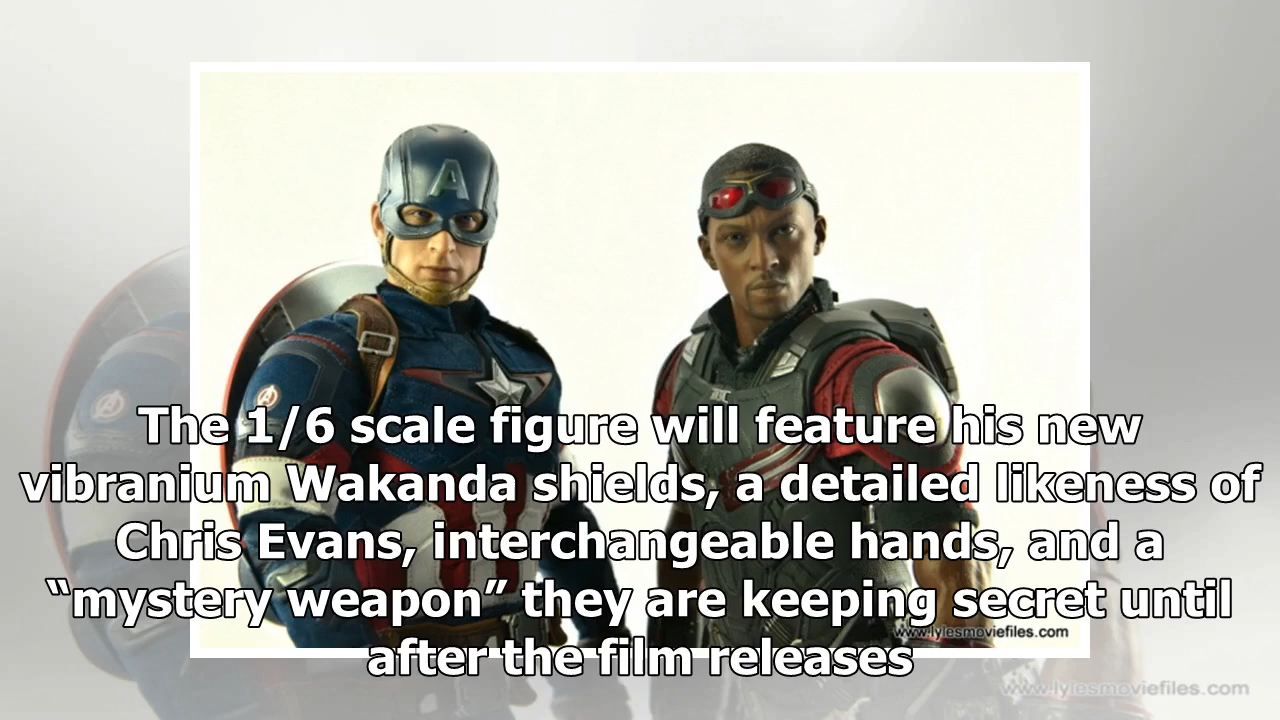 A
The 1/6 scale figure will feature his new
vibranium Wakanda shields, a detailed likeness of
Chris Evans, interchangeable hands, and a
“mystery weapon” they are keeping secret until
www.lylesmoviefiles.com
after the film releases
www.lylesmoviefiles.com